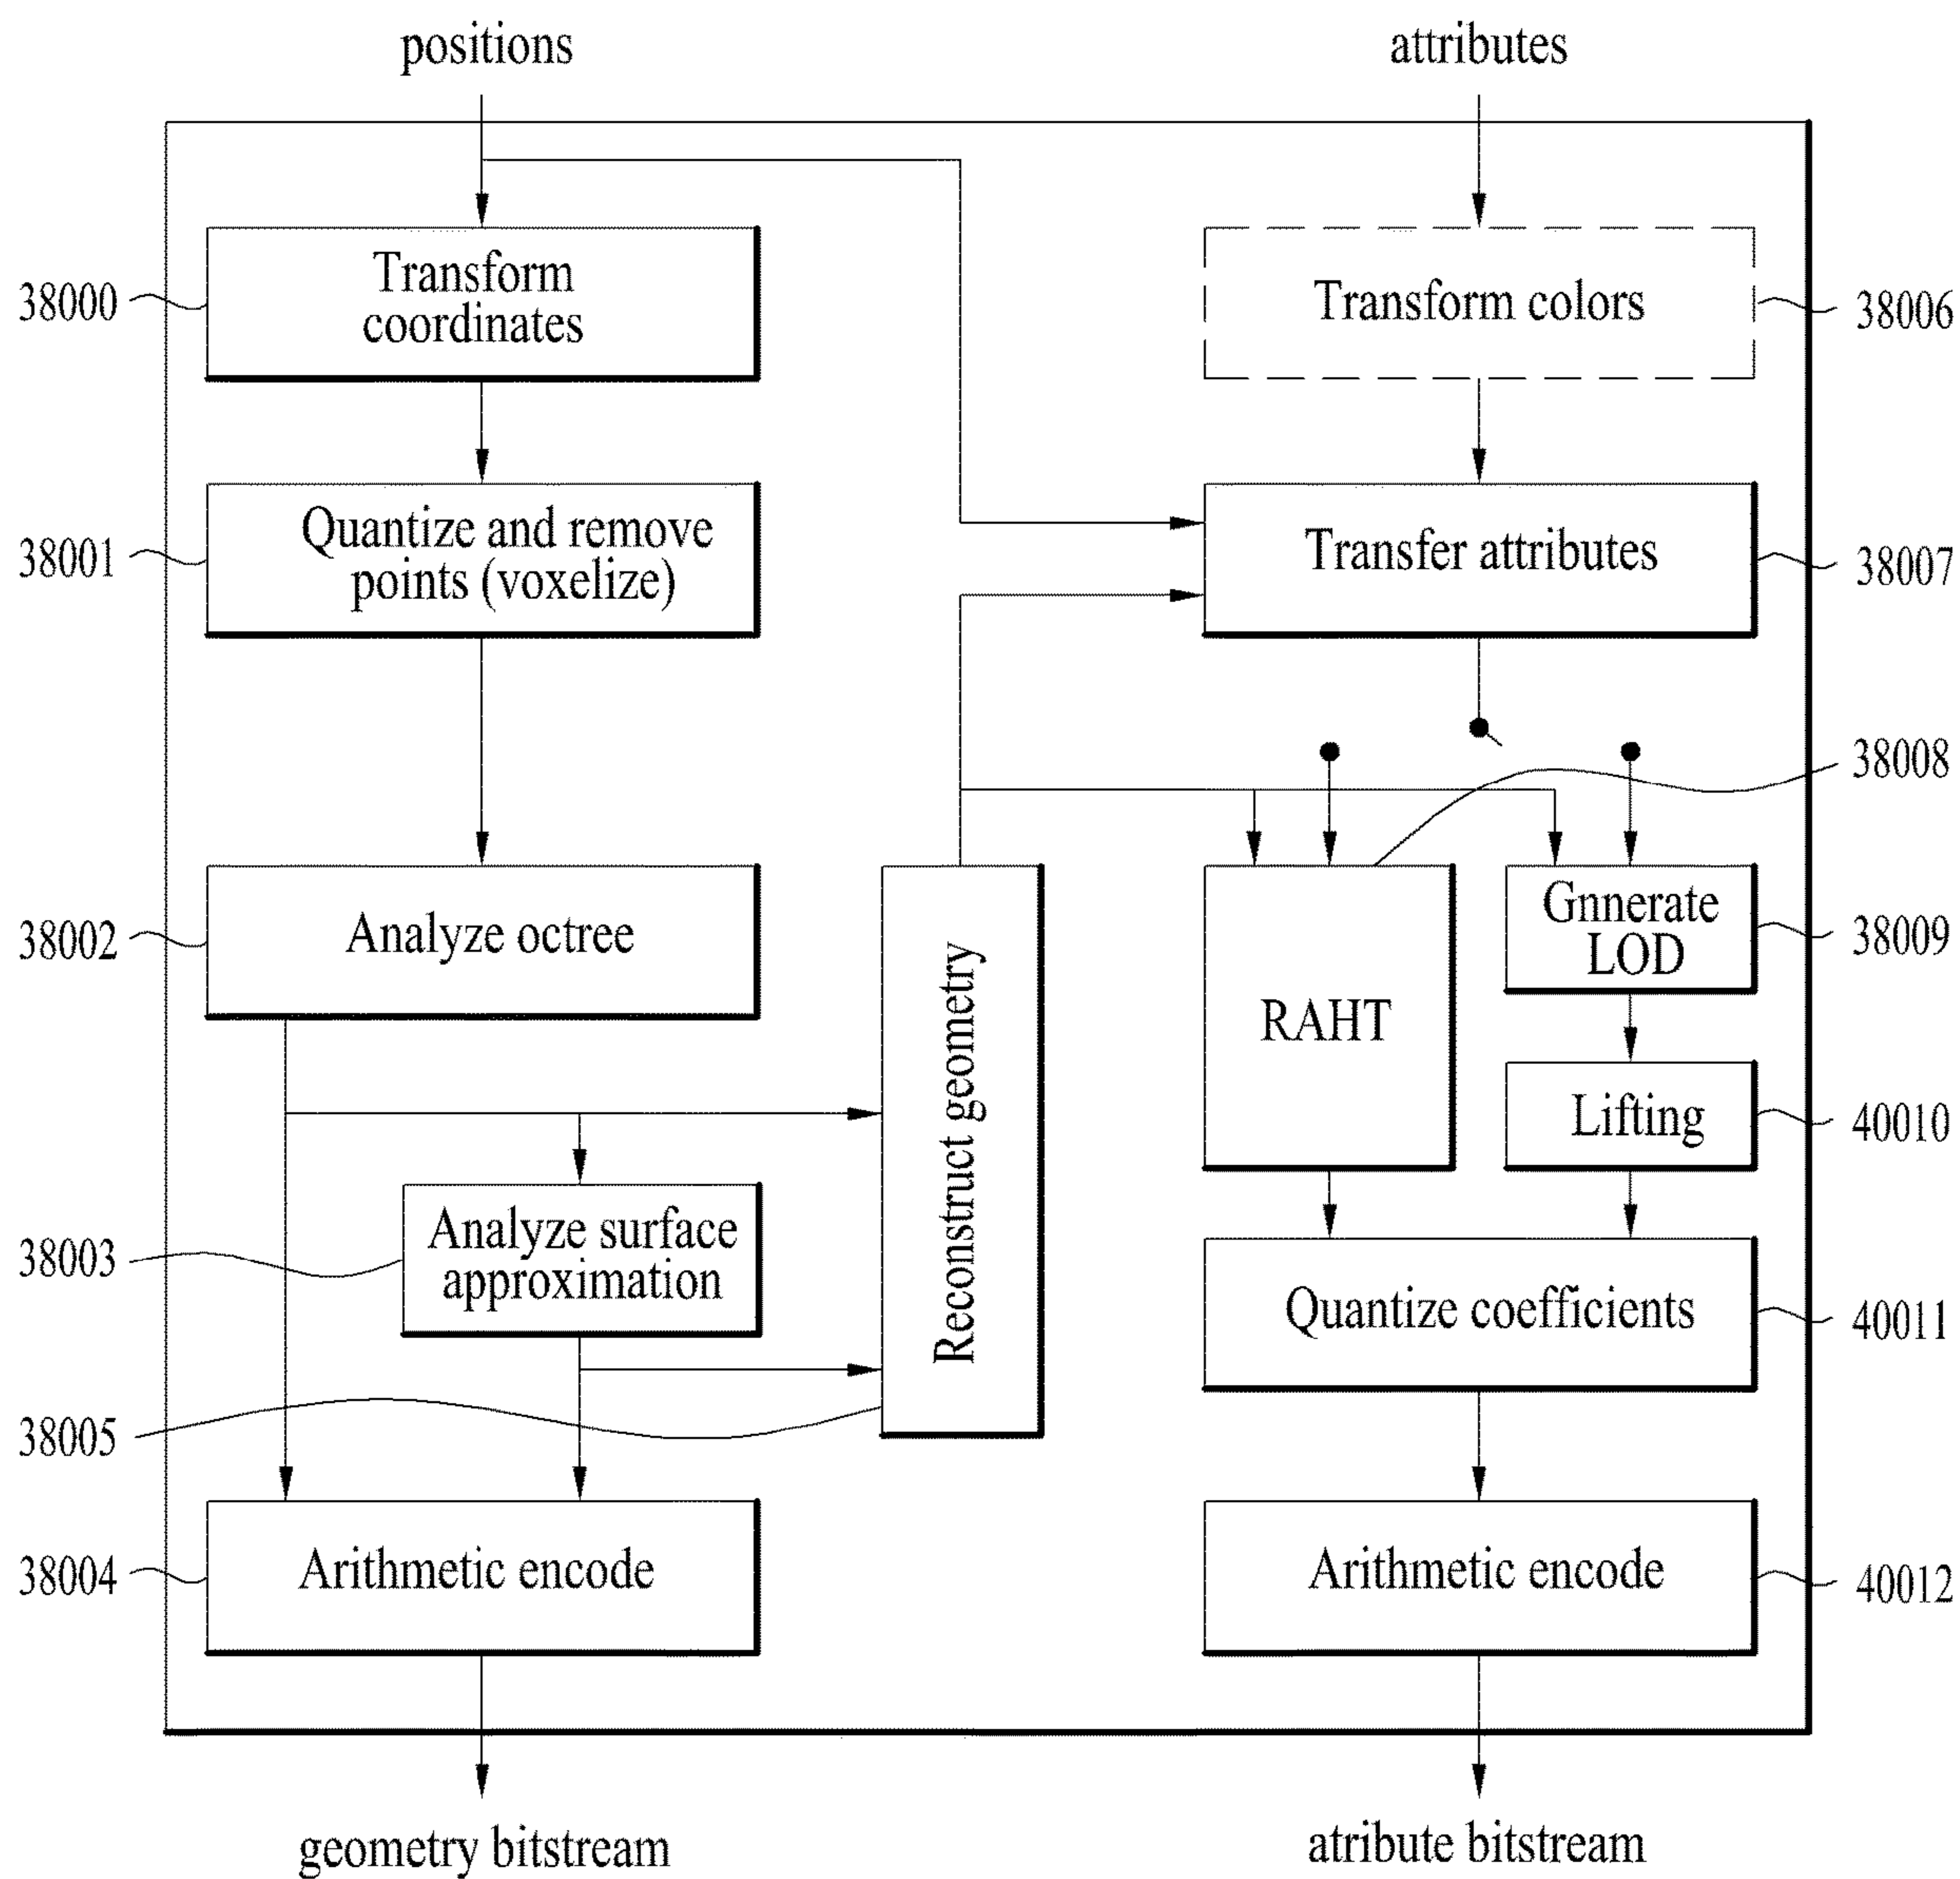 positions
attributes
Transform
coordinates
38000
Transform colors
38006
Quantize and remove
points (voxelize)
38001
Transfer attributes
38007
38008
Analyze octree
38002
Reconstruct geometry
RAHT
Gnnerate
LOD
38009
Lifting
40010
Analyze surface
approximation
38003
Quantize coefficients
40011
38005
Arithmetic encode
38004
Arithmetic encode
40012
geometry bitstream
atribute bitstream